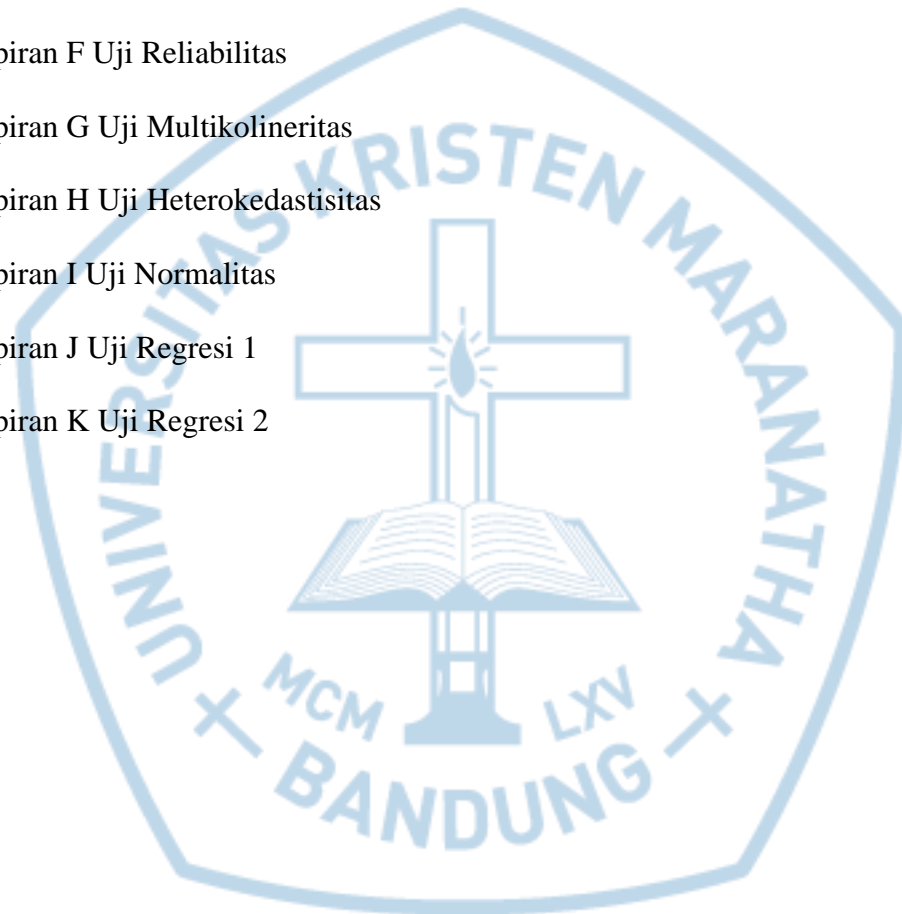 piran F Uji Reliabilitas
piran G Uji Multikolineritas
piran H Uji Heterokedastisitas
piran I Uji Normalitas
piran J Uji Regresi 1
piran K Uji Regresi 2
UNIVERSITAS KRISTEN MARANATHA
MCM LXV
BANDUNG